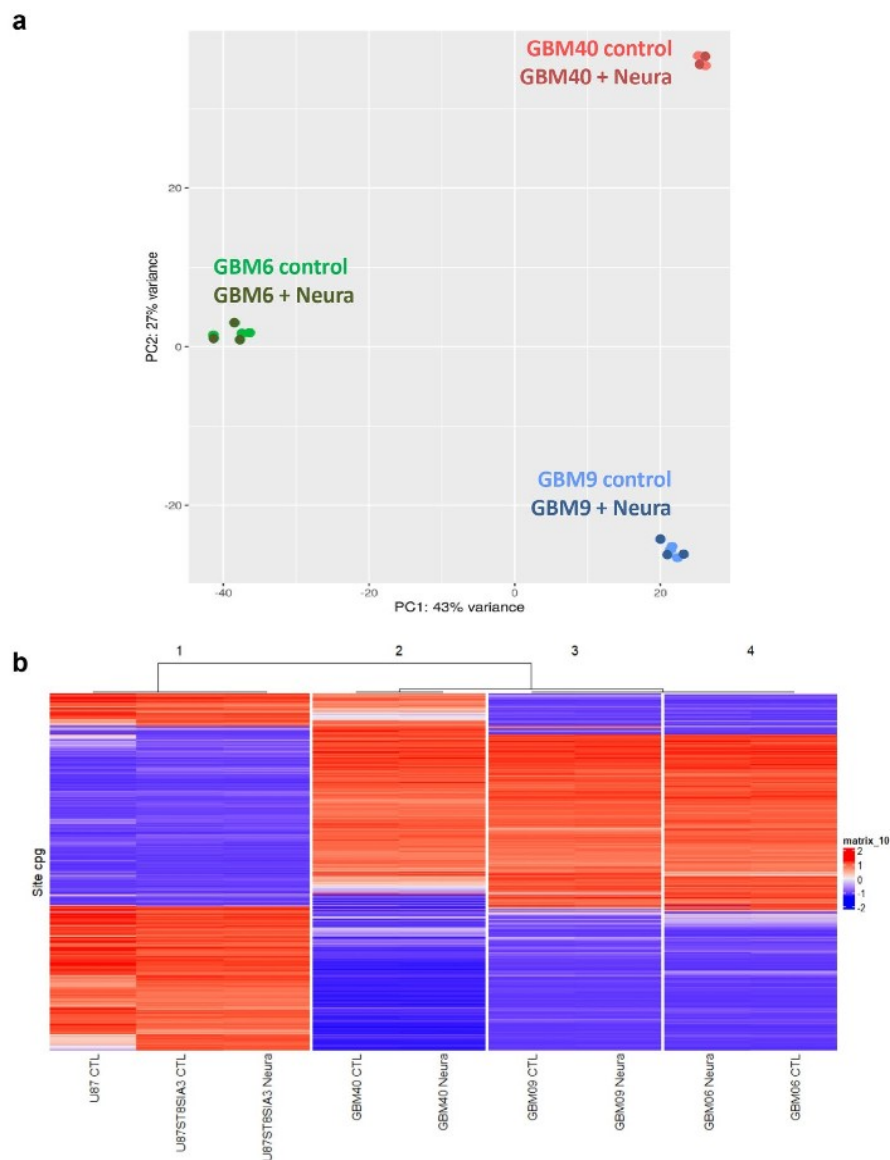 a
GBM40 control
GBM40 + Neura
GBM6 control
GBM6 + Neura
GBM9 control
GBM9 + Neura
20
0
-20
PC2: 27% variance
-40
-20
0
20
PC1: 43% variance
b
1
2
3
4
Site cpg
matrix_10
2
1
0
-1
-2
U87 CTL
U87ST8SIA3 CTL
U87ST8SIA3 Neura
GBM40 CTL
GBM40 Neura
GBM09 CTL
GBM09 Neura
GBM06 Neura
GBM06 CTL